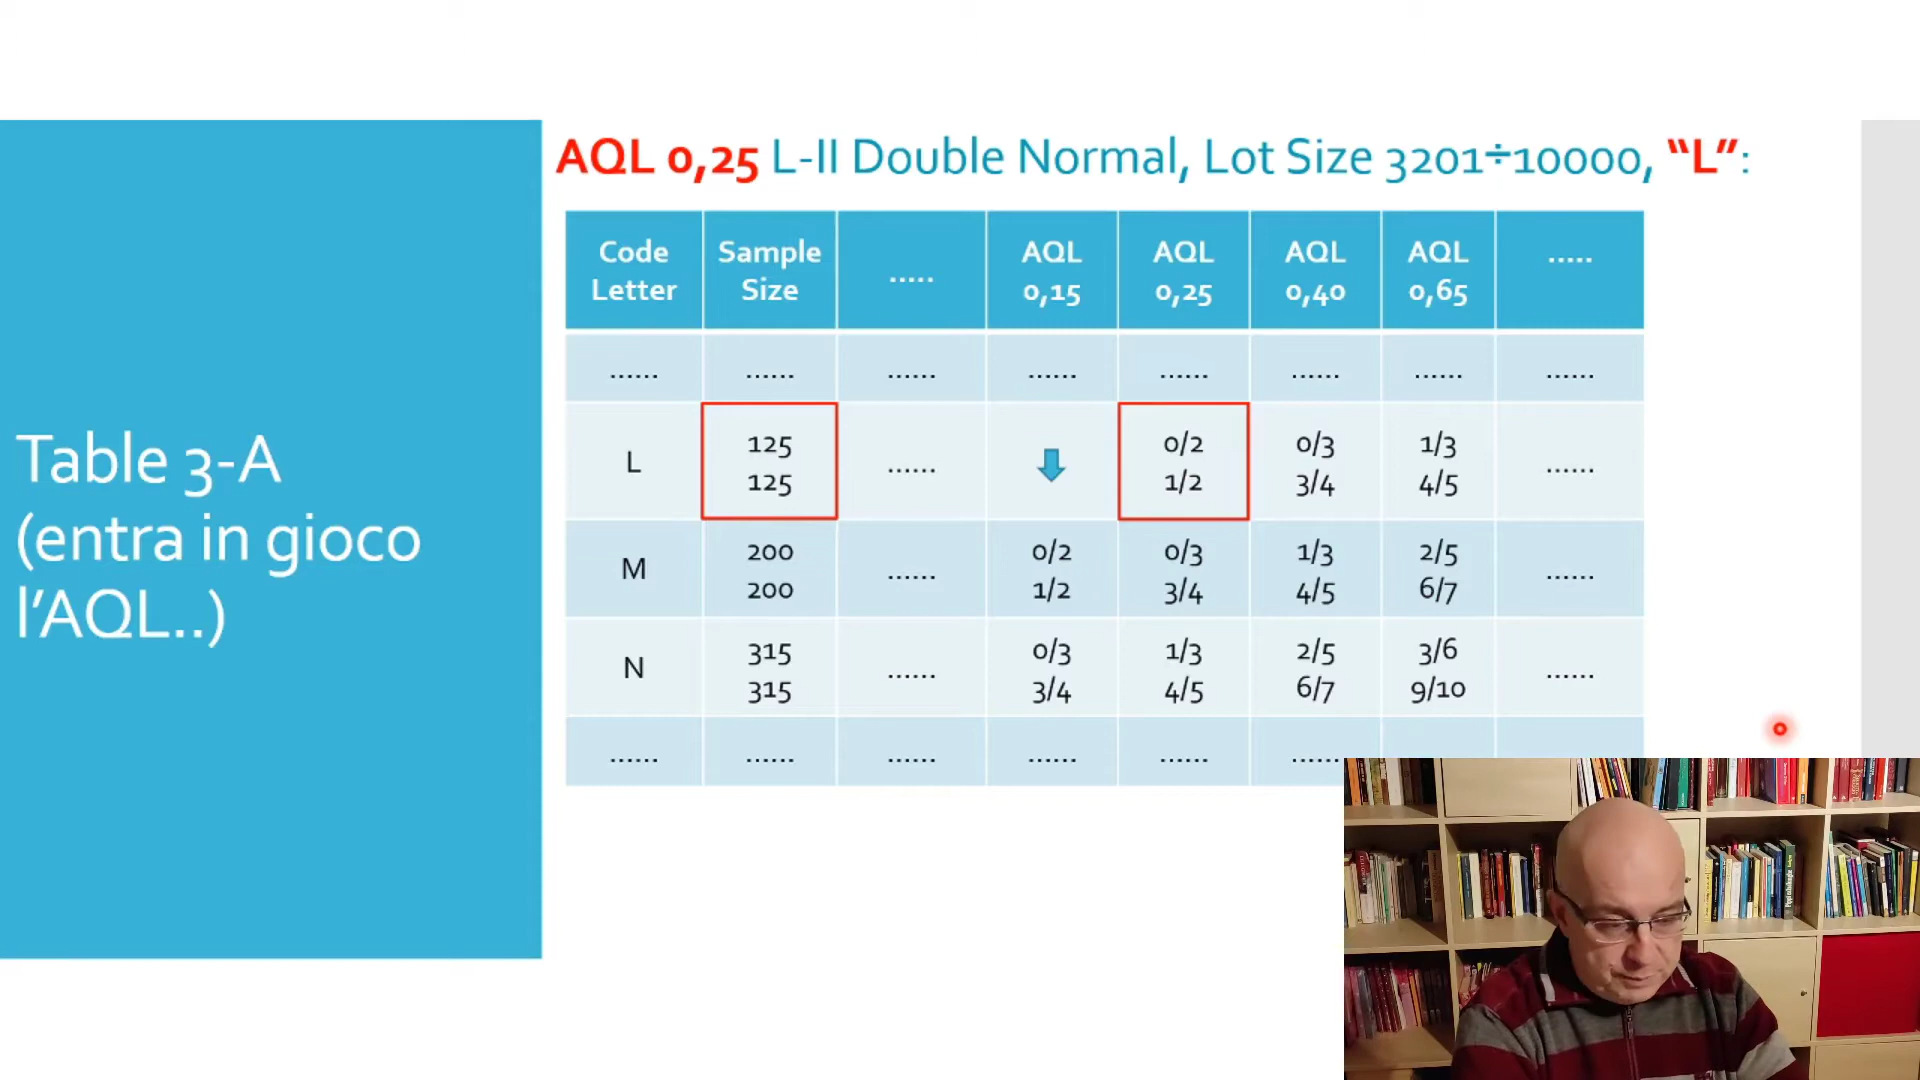 Table 3-A
(entra in gioco
l’AQL..)
AQL 0,25 L-II Double Normal, Lot Size 3201÷10000, “L”:
Code Letter Sample Size ..... AQL 0,15 AQL 0,25 AQL 0,40 AQL 0,65 .....
...... ...... ...... ...... ...... ...... ...... ......
L 125 125 ...... 0/2 1/2 0/3 3/4 1/3 4/5 ......
M 200 200 ...... 0/2 1/2 0/3 3/4 1/3 4/5 2/5 6/7 ......
N 315 315 ...... 0/3 3/4 1/3 4/5 2/5 6/7 3/6 9/10 ......
...... ...... ...... ...... ...... ......